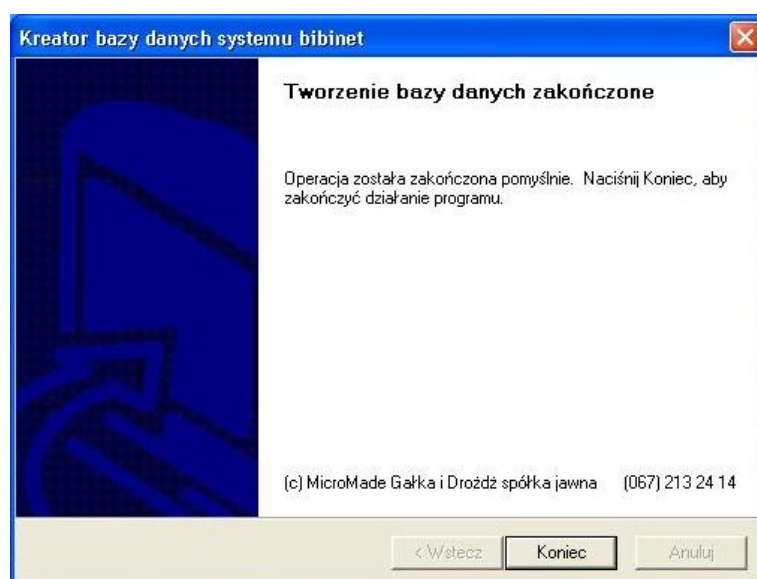 Kreator bazy danych systemu bibinet
Tworzenie bazy danych zakończone
Operacja została zakończona pomyślnie. Naciśnij Koniec, aby
zakończyć działanie programu.
(c) MicroMade Gałka i Drożdż spółka jawna (067) 213 24 14
< Wstecz Koniec Anuluj